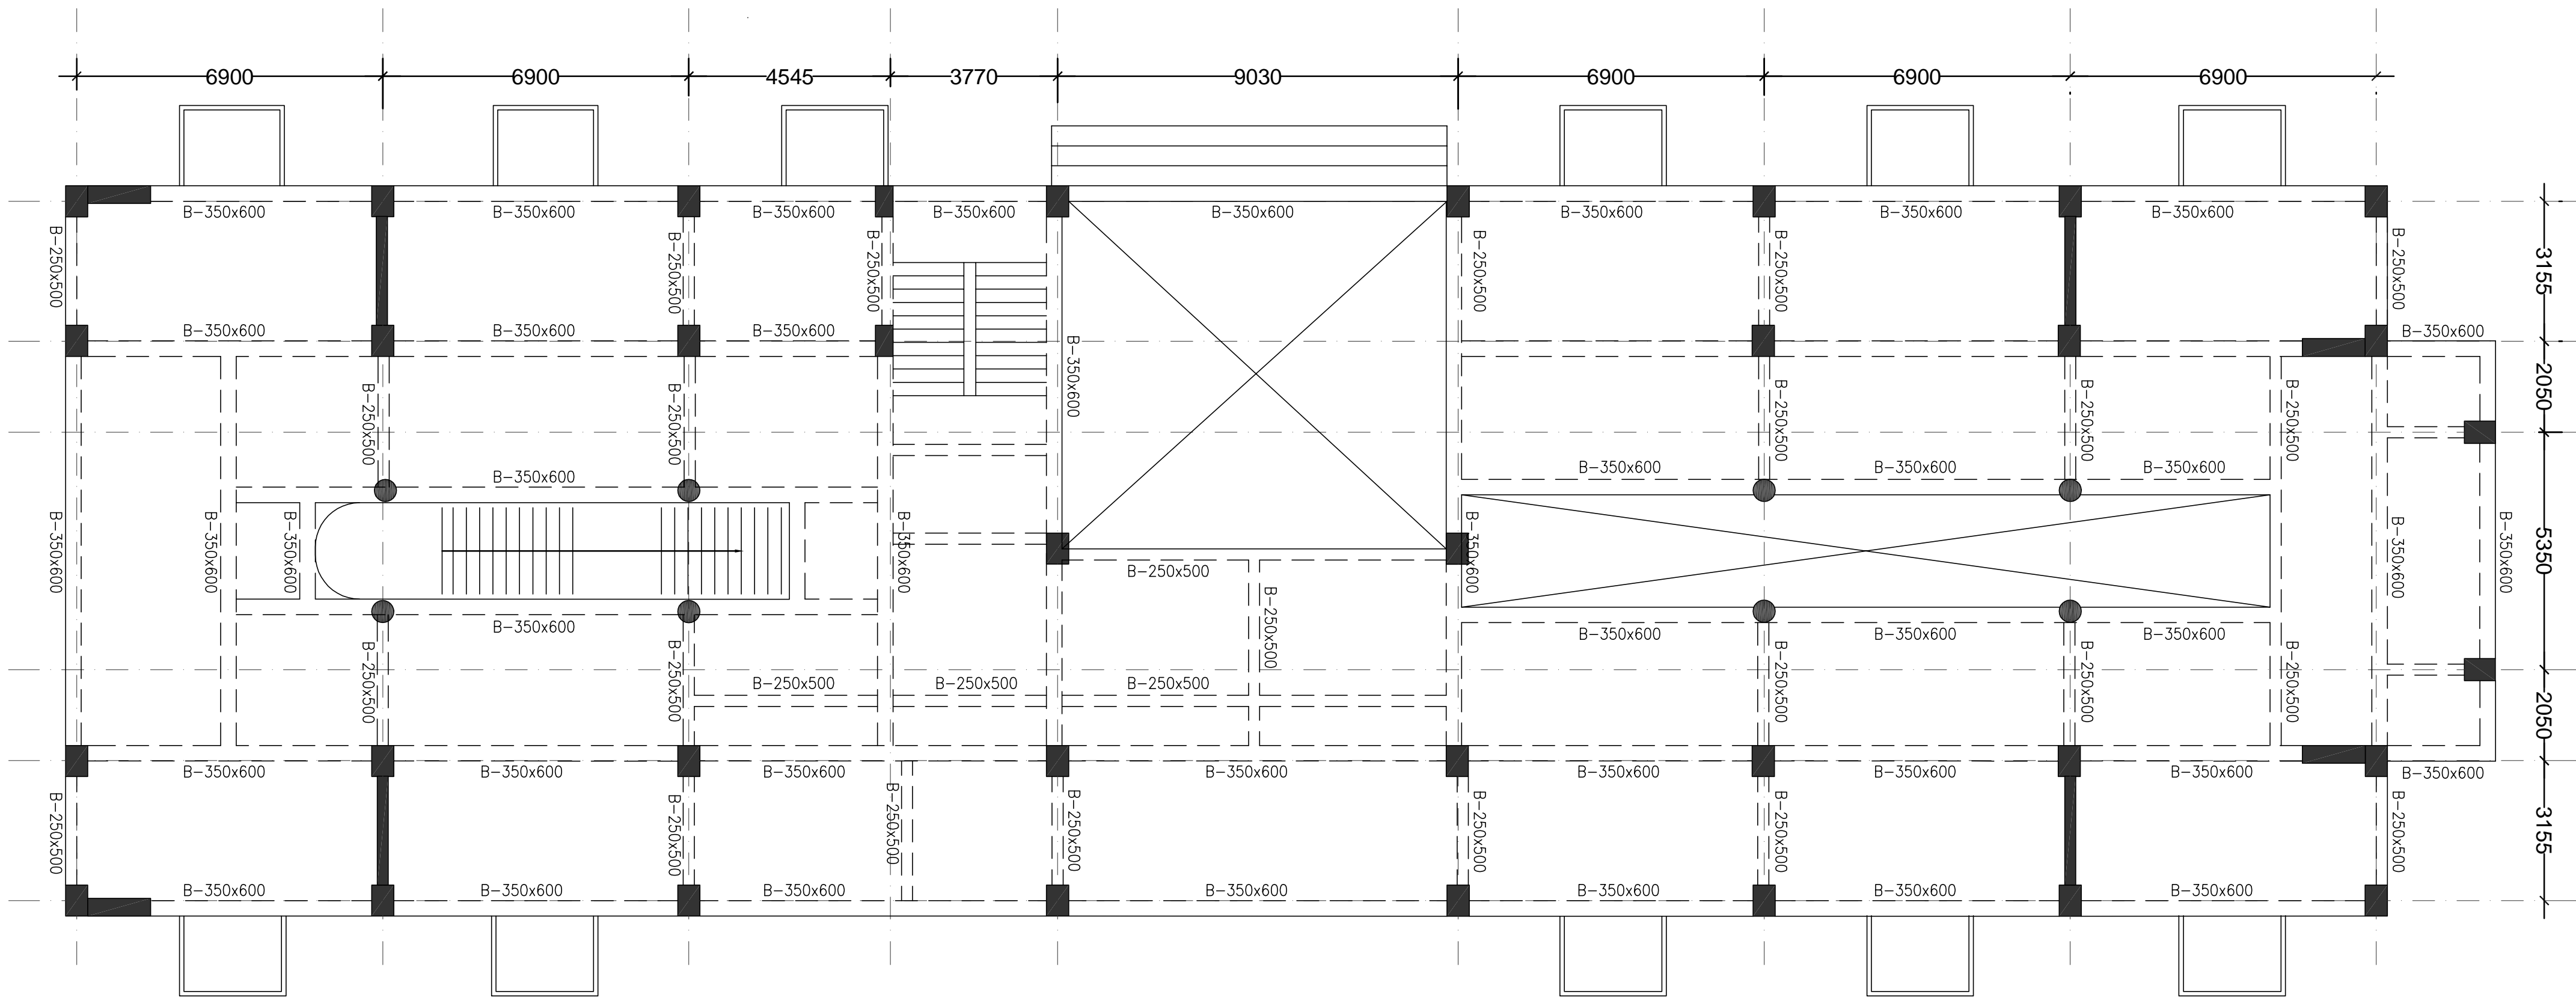 6900 6900 4545 3770 9030 6900 6900 6900
B-350x600 B-350x600 B-350x600 B-350x600 B-350x600 B-350x600 B-350x600 B-350x600
B-250x500 B-250x500 B-250x500 B-250x500 B-250x500 B-250x500 3155
B-350x600 B-350x600 B-350x600 B-350x600
B-350x600
B-250x500 B-250x500 B-250x500 B-250x500 B-250x500 2050
B-350x600 B-350x600 B-350x600 B-350x600
B-350x600 B-350x600 B-350x600 B-350x600 B-350x600 B-350x600 B-350x600 5350
B-250x500
B-250x500
B-350x600 B-350x600 B-350x600 B-350x600
B-250x500 B-250x500 B-250x500 B-250x500 B-250x500 2050
B-250x500 B-250x500 B-250x500
B-350x600 B-350x600 B-350x600 B-350x600 B-350x600 B-350x600 B-350x600 B-350x600
B-250x500 B-250x500 B-250x500 B-250x500 B-250x500 B-250x500 B-250x500 3155
B-350x600 B-350x600 B-350x600 B-350x600 B-350x600 B-350x600 B-350x600